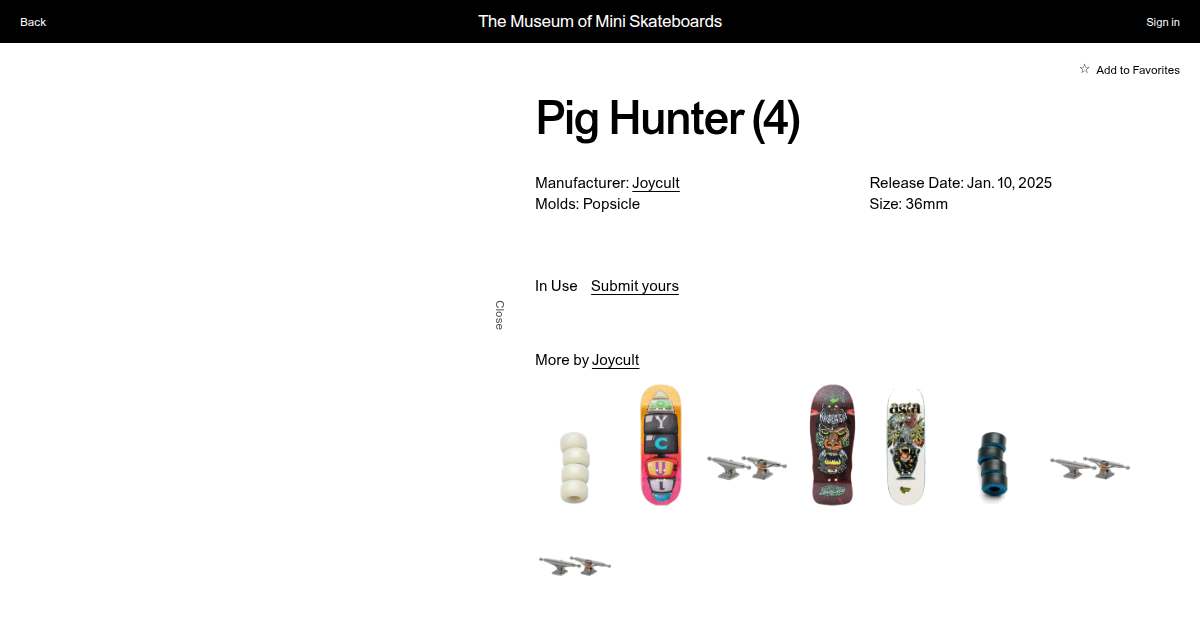 Back
The Museum of Mini Skateboards
Sign in
☆ Add to Favorites
Pig Hunter (4)
Manufacturer: Joycult
Release Date: Jan. 10, 2025
Molds: Popsicle
Size: 36mm
In Use
Submit yours
Close
More by Joycult
Y
C
U
L